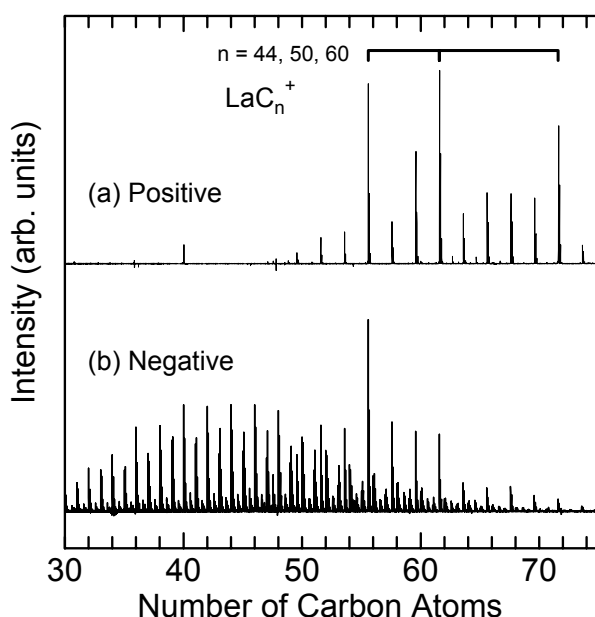 n = 44, 50, 60
LaCₙ⁺
(a) Positive
Intensity (arb. units)
(b) Negative
30 40 50 60 70
Number of Carbon Atoms